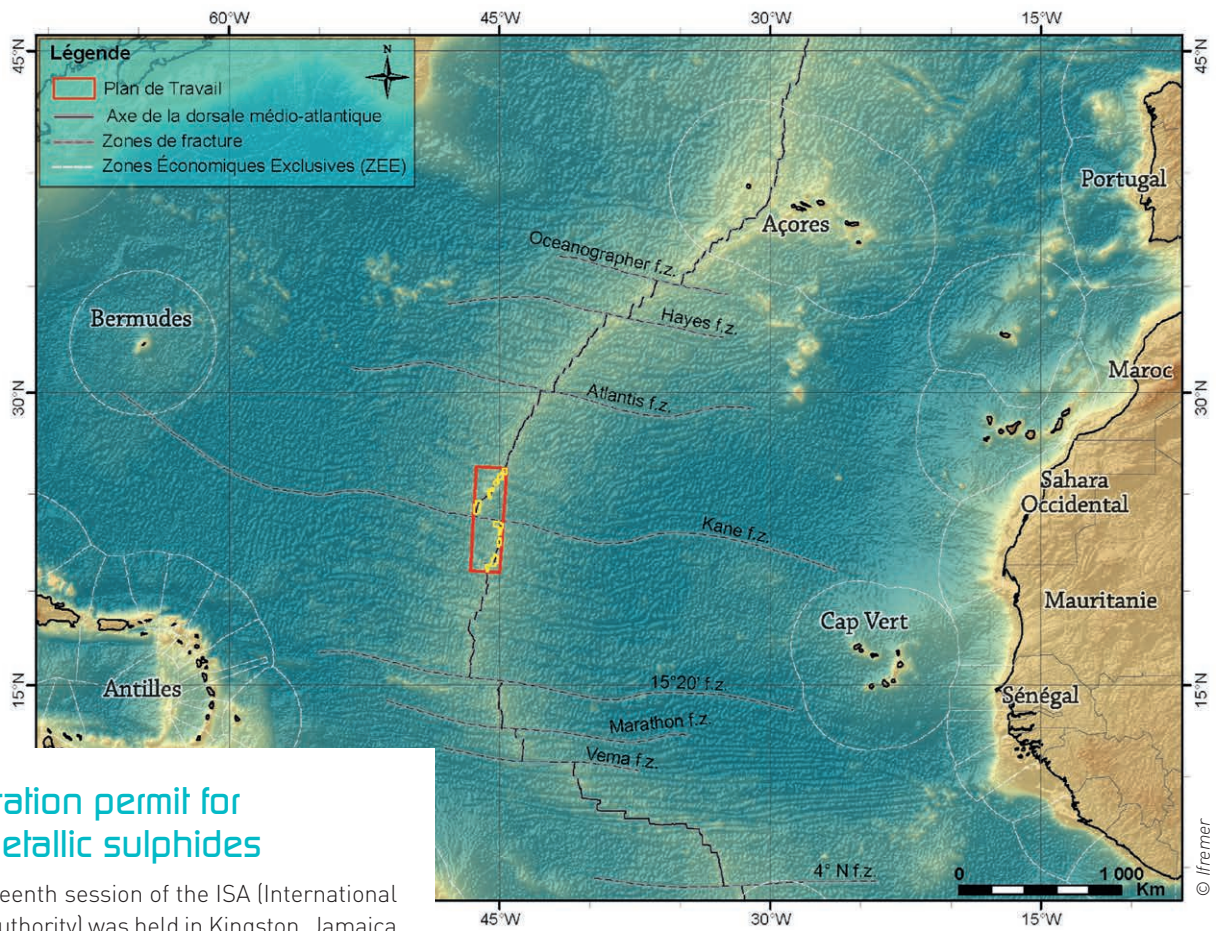 60°W 45°W 30°W 15°W
45°N 45°N
Légende
N
Plan de Travail
Axe de la dorsale médio-atlantique
Zones de fracture
Zones Économiques Exclusives (ZEE)
Portugal
Açores
Oceanographer f.z.
Bermudes
Hayes f.z.
Maroc
30°N 30°N
Atlantis f.z.
Sahara
Occidental
Kane f.z.
Mauritanie
Cap Vert
Antilles
15°20' f.z.
Sénégal
15°N 15°N
Marathon f.z.
Vema f.z.
4° N f.z.
0 1 000
Km
© Ifremer
45°W 30°W 15°W
ration permit for
etallic sulphides
eenth session of the ISA (International
uthority) was held in Kingston, Jamaica